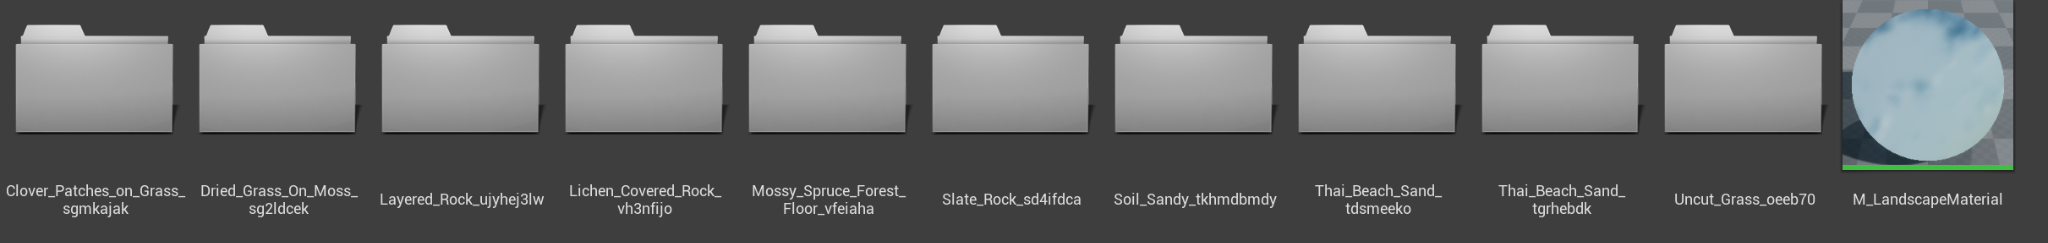 Clover_Patches_on_Grass_
sgmkajak
Dried_Grass_On_Moss_
sg2ldcek
Layered_Rock_ujyhej3lw
Lichen_Covered_Rock_
vh3nfijo
Mossy_Spruce_Forest_
Floor_vfeiaha
Slate_Rock_sd4ifdca
Soil_Sandy_tkhmdbmdy
Thai_Beach_Sand_
tdsmeeko
Thai_Beach_Sand_
tgrhebdk
Uncut_Grass_oeeb70
M_LandscapeMaterial